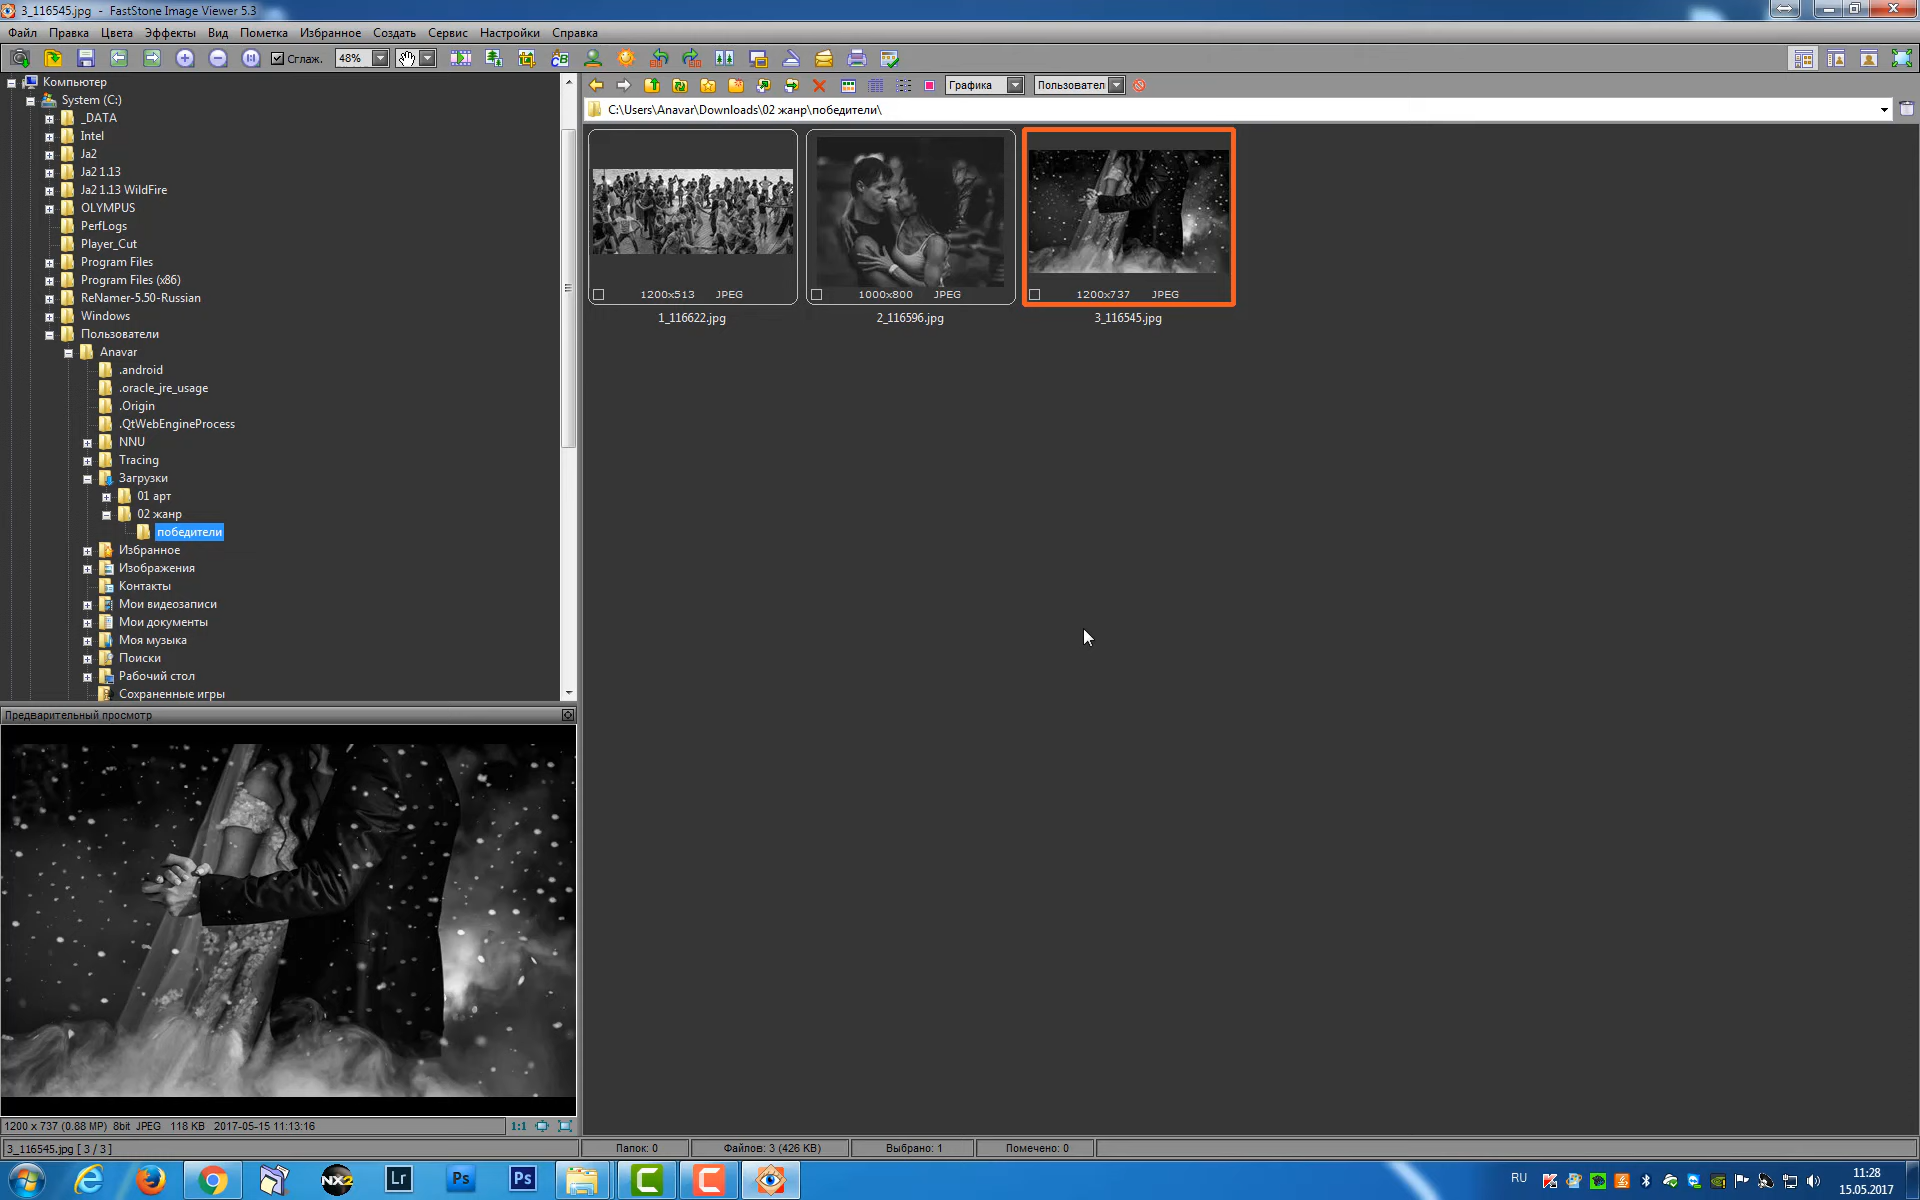 3_116545.jpg - FastStone Image Viewer 5.3
Файл Правка Цвета Эффекты Вид Пометка Избранное Создать Сервис Настройки Справка
Сглаж. 48%
Графика Пользовател
C:\Users\Anavar\Downloads\02 жанр\победители\
Компьютер
System (C:)
_DATA
Intel
Ja2
Ja2 1.13
Ja2 1.13 WildFire
OLYMPUS
PerfLogs
Player_Cut
Program Files
Program Files (x86)
ReNamer-5.50-Russian
Windows
Пользователи
Anavar
.android
.oracle_jre_usage
.Origin
.QtWebEngineProcess
NNU
Tracing
Загрузки
01 арт
02 жанр
победители
Избранное
Изображения
Контакты
Мои видеозаписи
Мои документы
Моя музыка
Поиски
Рабочий стол
Сохраненные игры
1200x513 JPEG
1_116622.jpg
1000x800 JPEG
2_116596.jpg
1200x737 JPEG
3_116545.jpg
Предварительный просмотр
1200 x 737 (0.88 MP) 8bit JPEG 118 KB 2017-05-15 11:13:16
1:1
3_116545.jpg [ 3 / 3 ]
Папок: 0
Файлов: 3 (426 KB)
Выбрано: 1
Помечено: 0
NX2
Lr
Ps
Ps
RU
11:28
15.05.2017